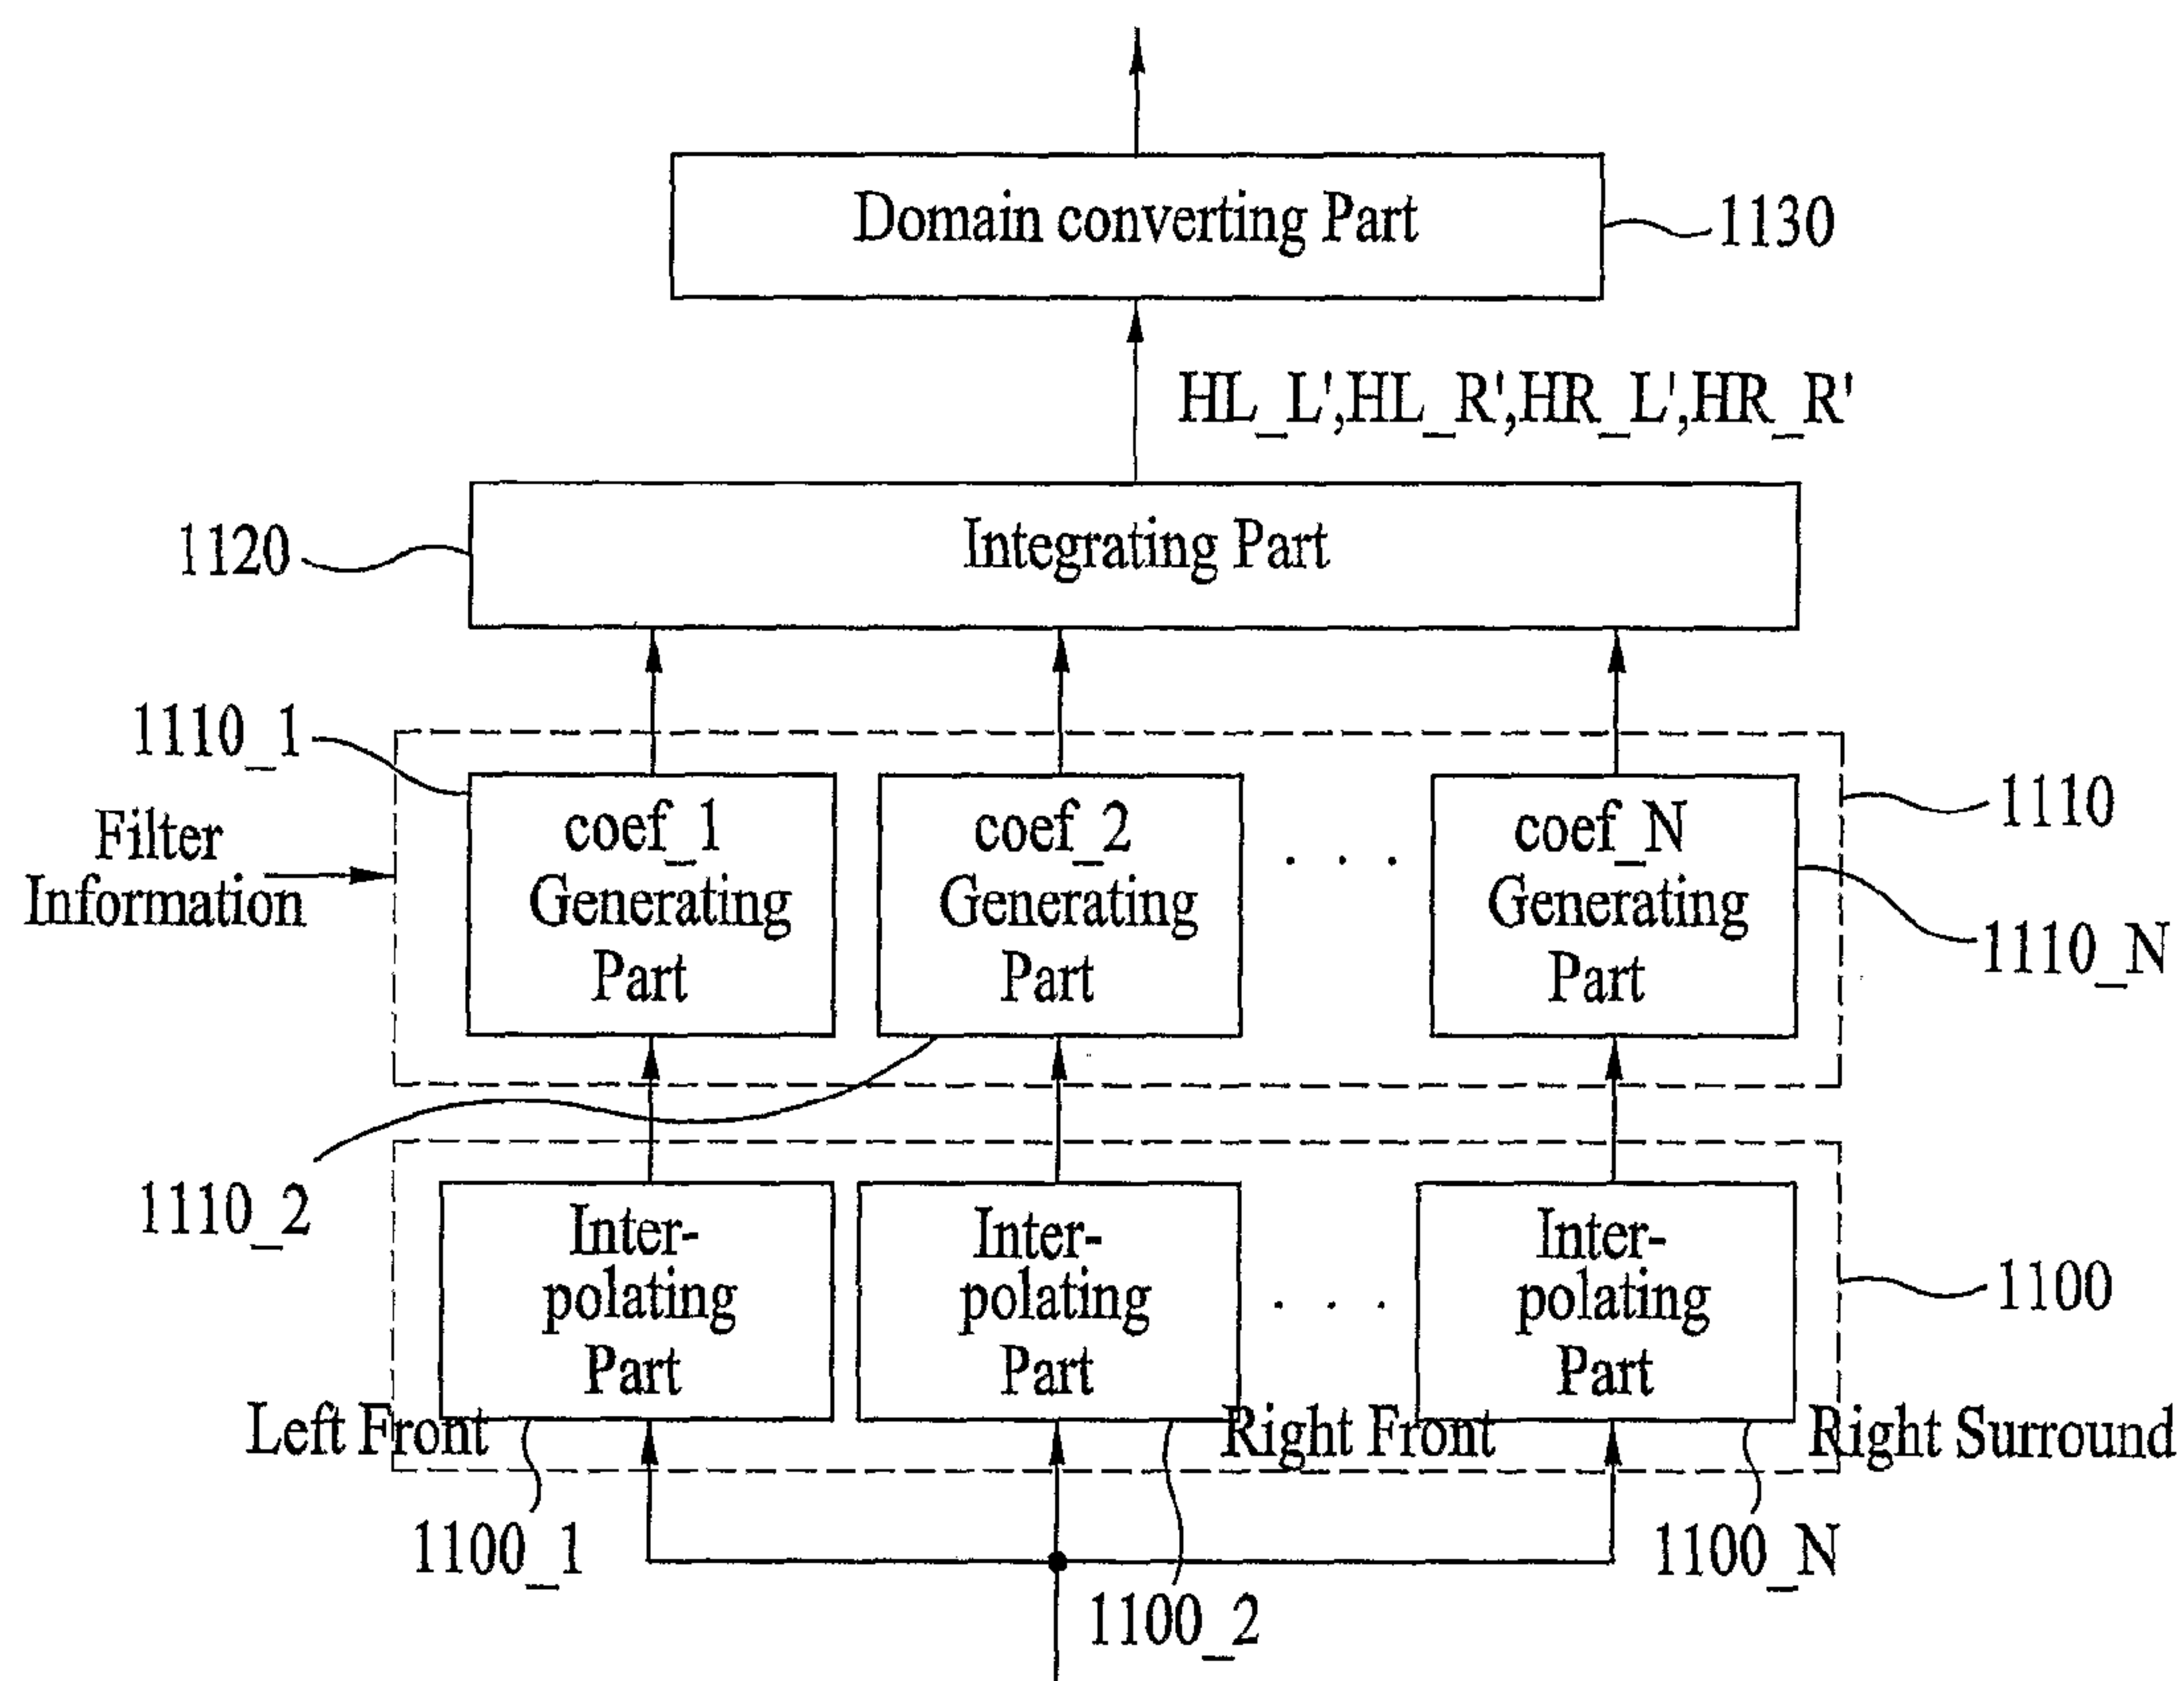 Domain converting Part
1130
HL_L',HL_R',HR_L',HR_R'
1120
Integrating Part
1110_1
1110
Filter
Information
coef_1
Generating
Part
coef_2
Generating
Part
. . .
coef_N
Generating
Part
1110_N
1110_2
Inter-
polating
Part
Inter-
polating
Part
. . .
Inter-
polating
Part
1100
Left Front
Right Front
Right Surround
1100_1
1100_2
1100_N